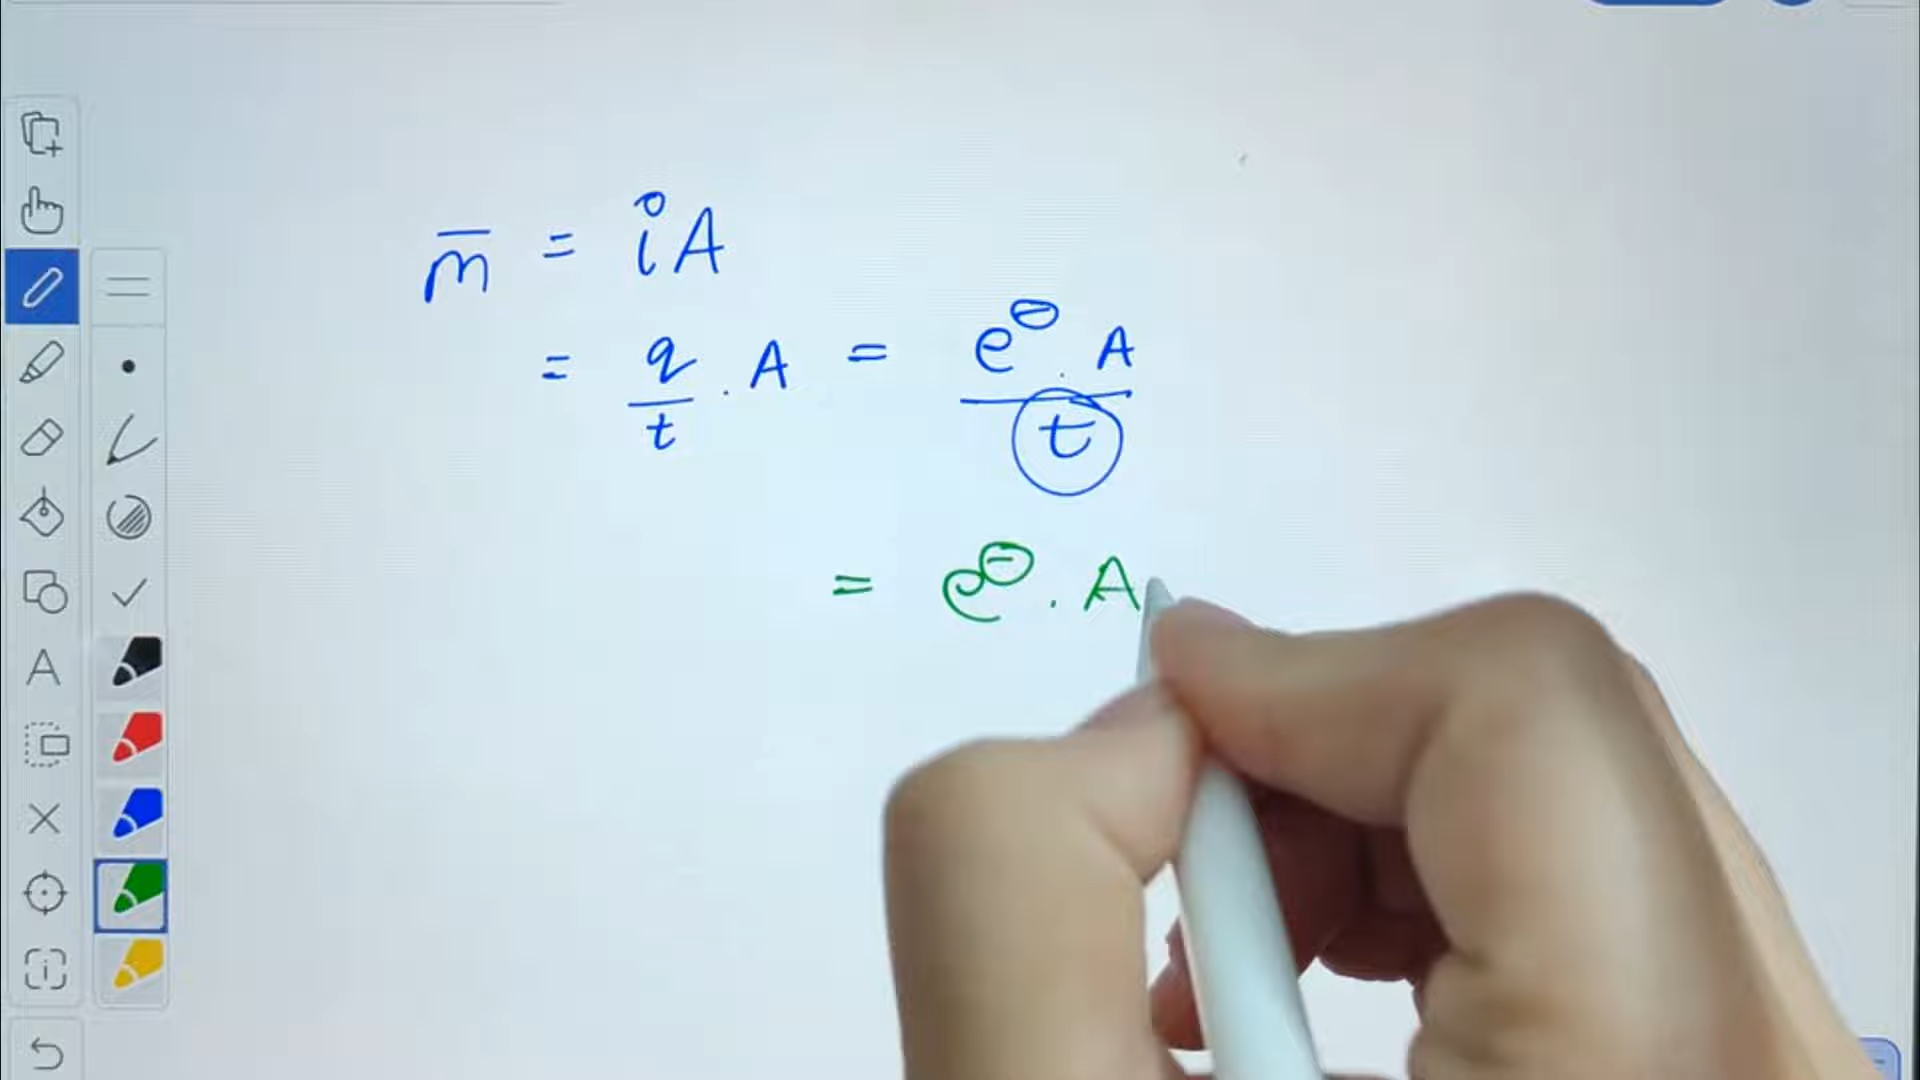 m̄ = iA
= q/t . A = e⊖ . A / t
= e⊖ . A